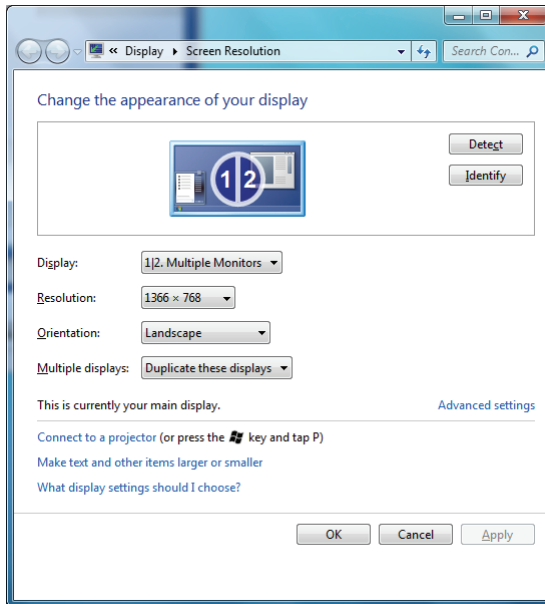 « Display ▸ Screen Resolution
Search Con...
Change the appearance of your display
1 2
Detect
Identify
Display: 1|2. Multiple Monitors
Resolution: 1366 × 768
Orientation: Landscape
Multiple displays: Duplicate these displays
This is currently your main display. Advanced settings
Connect to a projector (or press the key and tap P)
Make text and other items larger or smaller
What display settings should I choose?
OK Cancel Apply